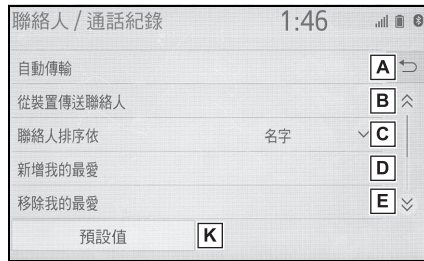 聯絡人 / 通話紀錄 1:46
自動傳輸 A
從裝置傳送聯絡人 B
聯絡人排序依 名字 C
新增我的最愛 D
移除我的最愛 E
預設值 K